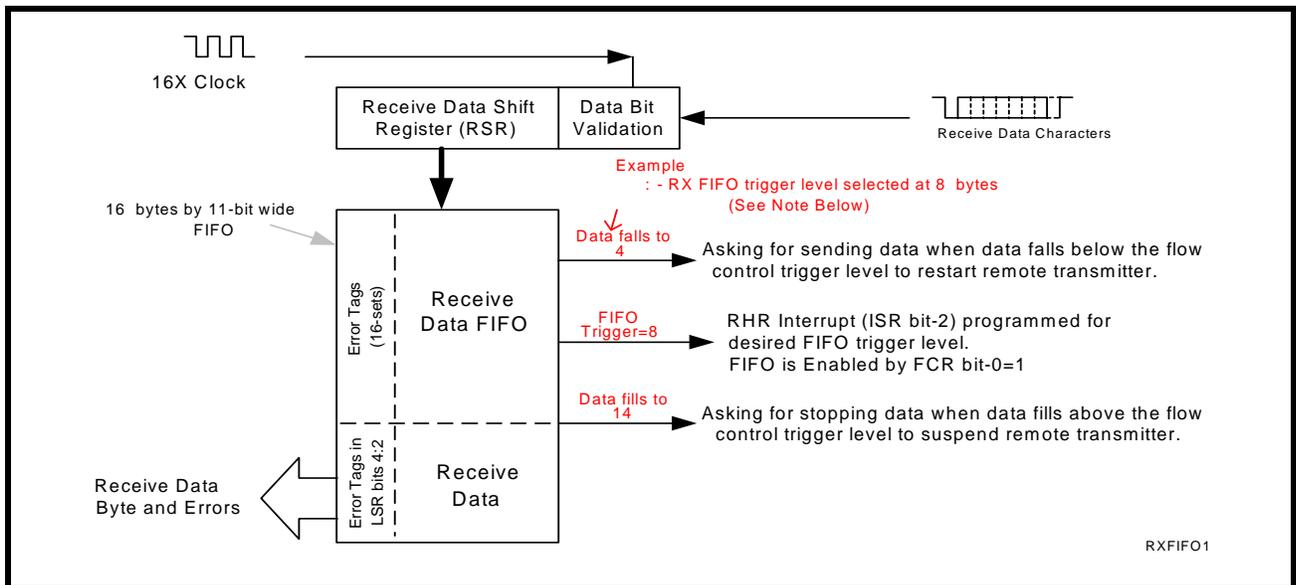 16X Clock
Receive Data Shift
Register (RSR)
Data Bit
Validation
Receive Data Characters
Example
: - RX FIFO trigger level selected at 8 bytes
(See Note Below)
16 bytes by 11-bit wide
FIFO
Error Tags
(16-sets)
Receive
Data FIFO
Data falls to
4
Asking for sending data when data falls below the flow
control trigger level to restart remote transmitter.
FIFO
Trigger=8
RHR Interrupt (ISR bit-2) programmed for
desired FIFO trigger level.
FIFO is Enabled by FCR bit-0=1
Data fills to
14
Asking for stopping data when data fills above the flow
control trigger level to suspend remote transmitter.
Error Tags in
LSR bits 4:2
Receive
Data
Receive Data
Byte and Errors
RXFIFO1